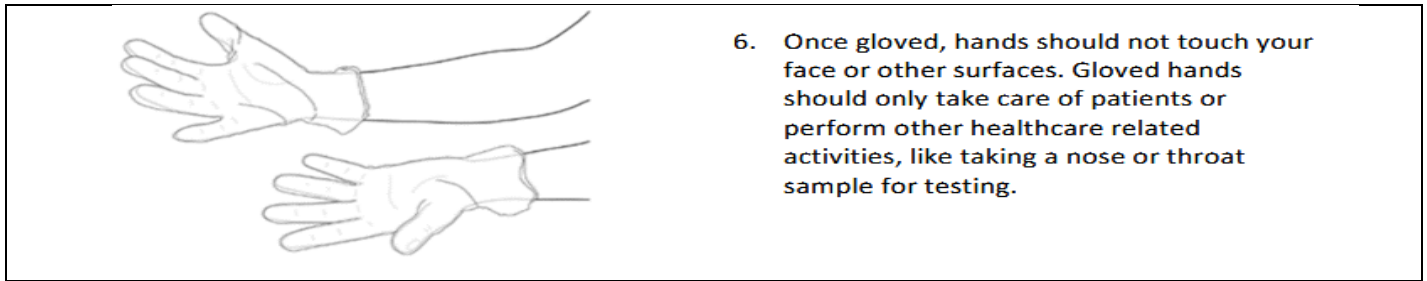 6. Once gloved, hands should not touch your
face or other surfaces. Gloved hands
should only take care of patients or
perform other healthcare related
activities, like taking a nose or throat
sample for testing.